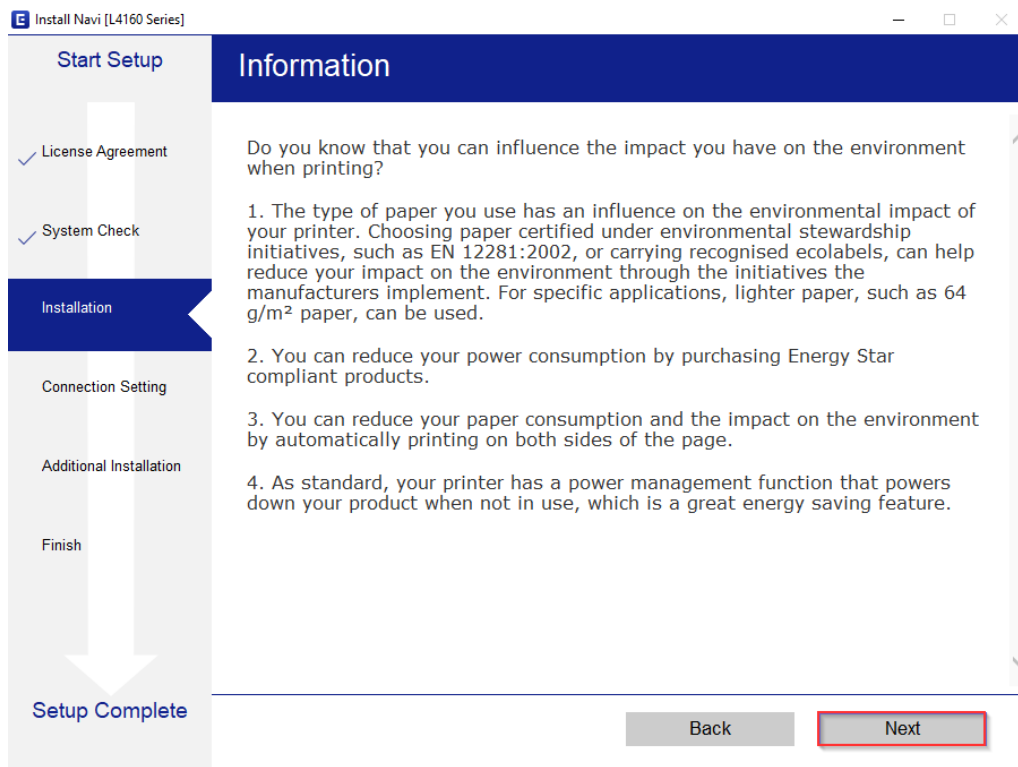 E Install Navi [L4160 Series]
Start Setup
License Agreement
System Check
Installation
Connection Setting
Additional Installation
Finish
Setup Complete
Information
Do you know that you can influence the impact you have on the environment
when printing?
1. The type of paper you use has an influence on the environmental impact of
your printer. Choosing paper certified under environmental stewardship
initiatives, such as EN 12281:2002, or carrying recognised ecolabels, can help
reduce your impact on the environment through the initiatives the
manufacturers implement. For specific applications, lighter paper, such as 64
g/m² paper, can be used.
2. You can reduce your power consumption by purchasing Energy Star
compliant products.
3. You can reduce your paper consumption and the impact on the environment
by automatically printing on both sides of the page.
4. As standard, your printer has a power management function that powers
down your product when not in use, which is a great energy saving feature.
Back
Next